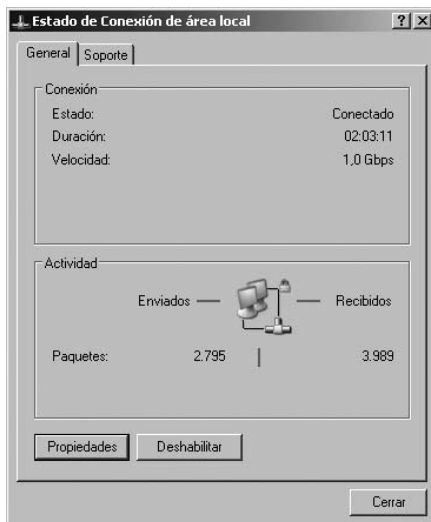 Estado de Conexión de área local
General Soporte
Conexión
Estado: Conectado
Duración: 02:03:11
Velocidad: 1,0 Gbps
Actividad
Enviados — — Recibidos
Paquetes: 2.795 | 3.989
Propiedades Deshabilitar
Cerrar